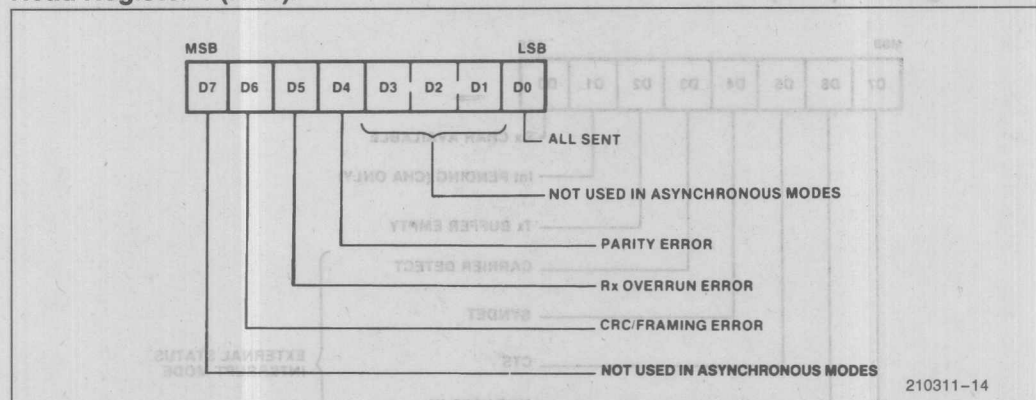 MSB LSB
D7 D6 D5 D4 D3 D2 D1 D0
ALL SENT
NOT USED IN ASYNCHRONOUS MODES
PARITY ERROR
Rx OVERRUN ERROR
CRC/FRAMING ERROR
NOT USED IN ASYNCHRONOUS MODES
210311–14